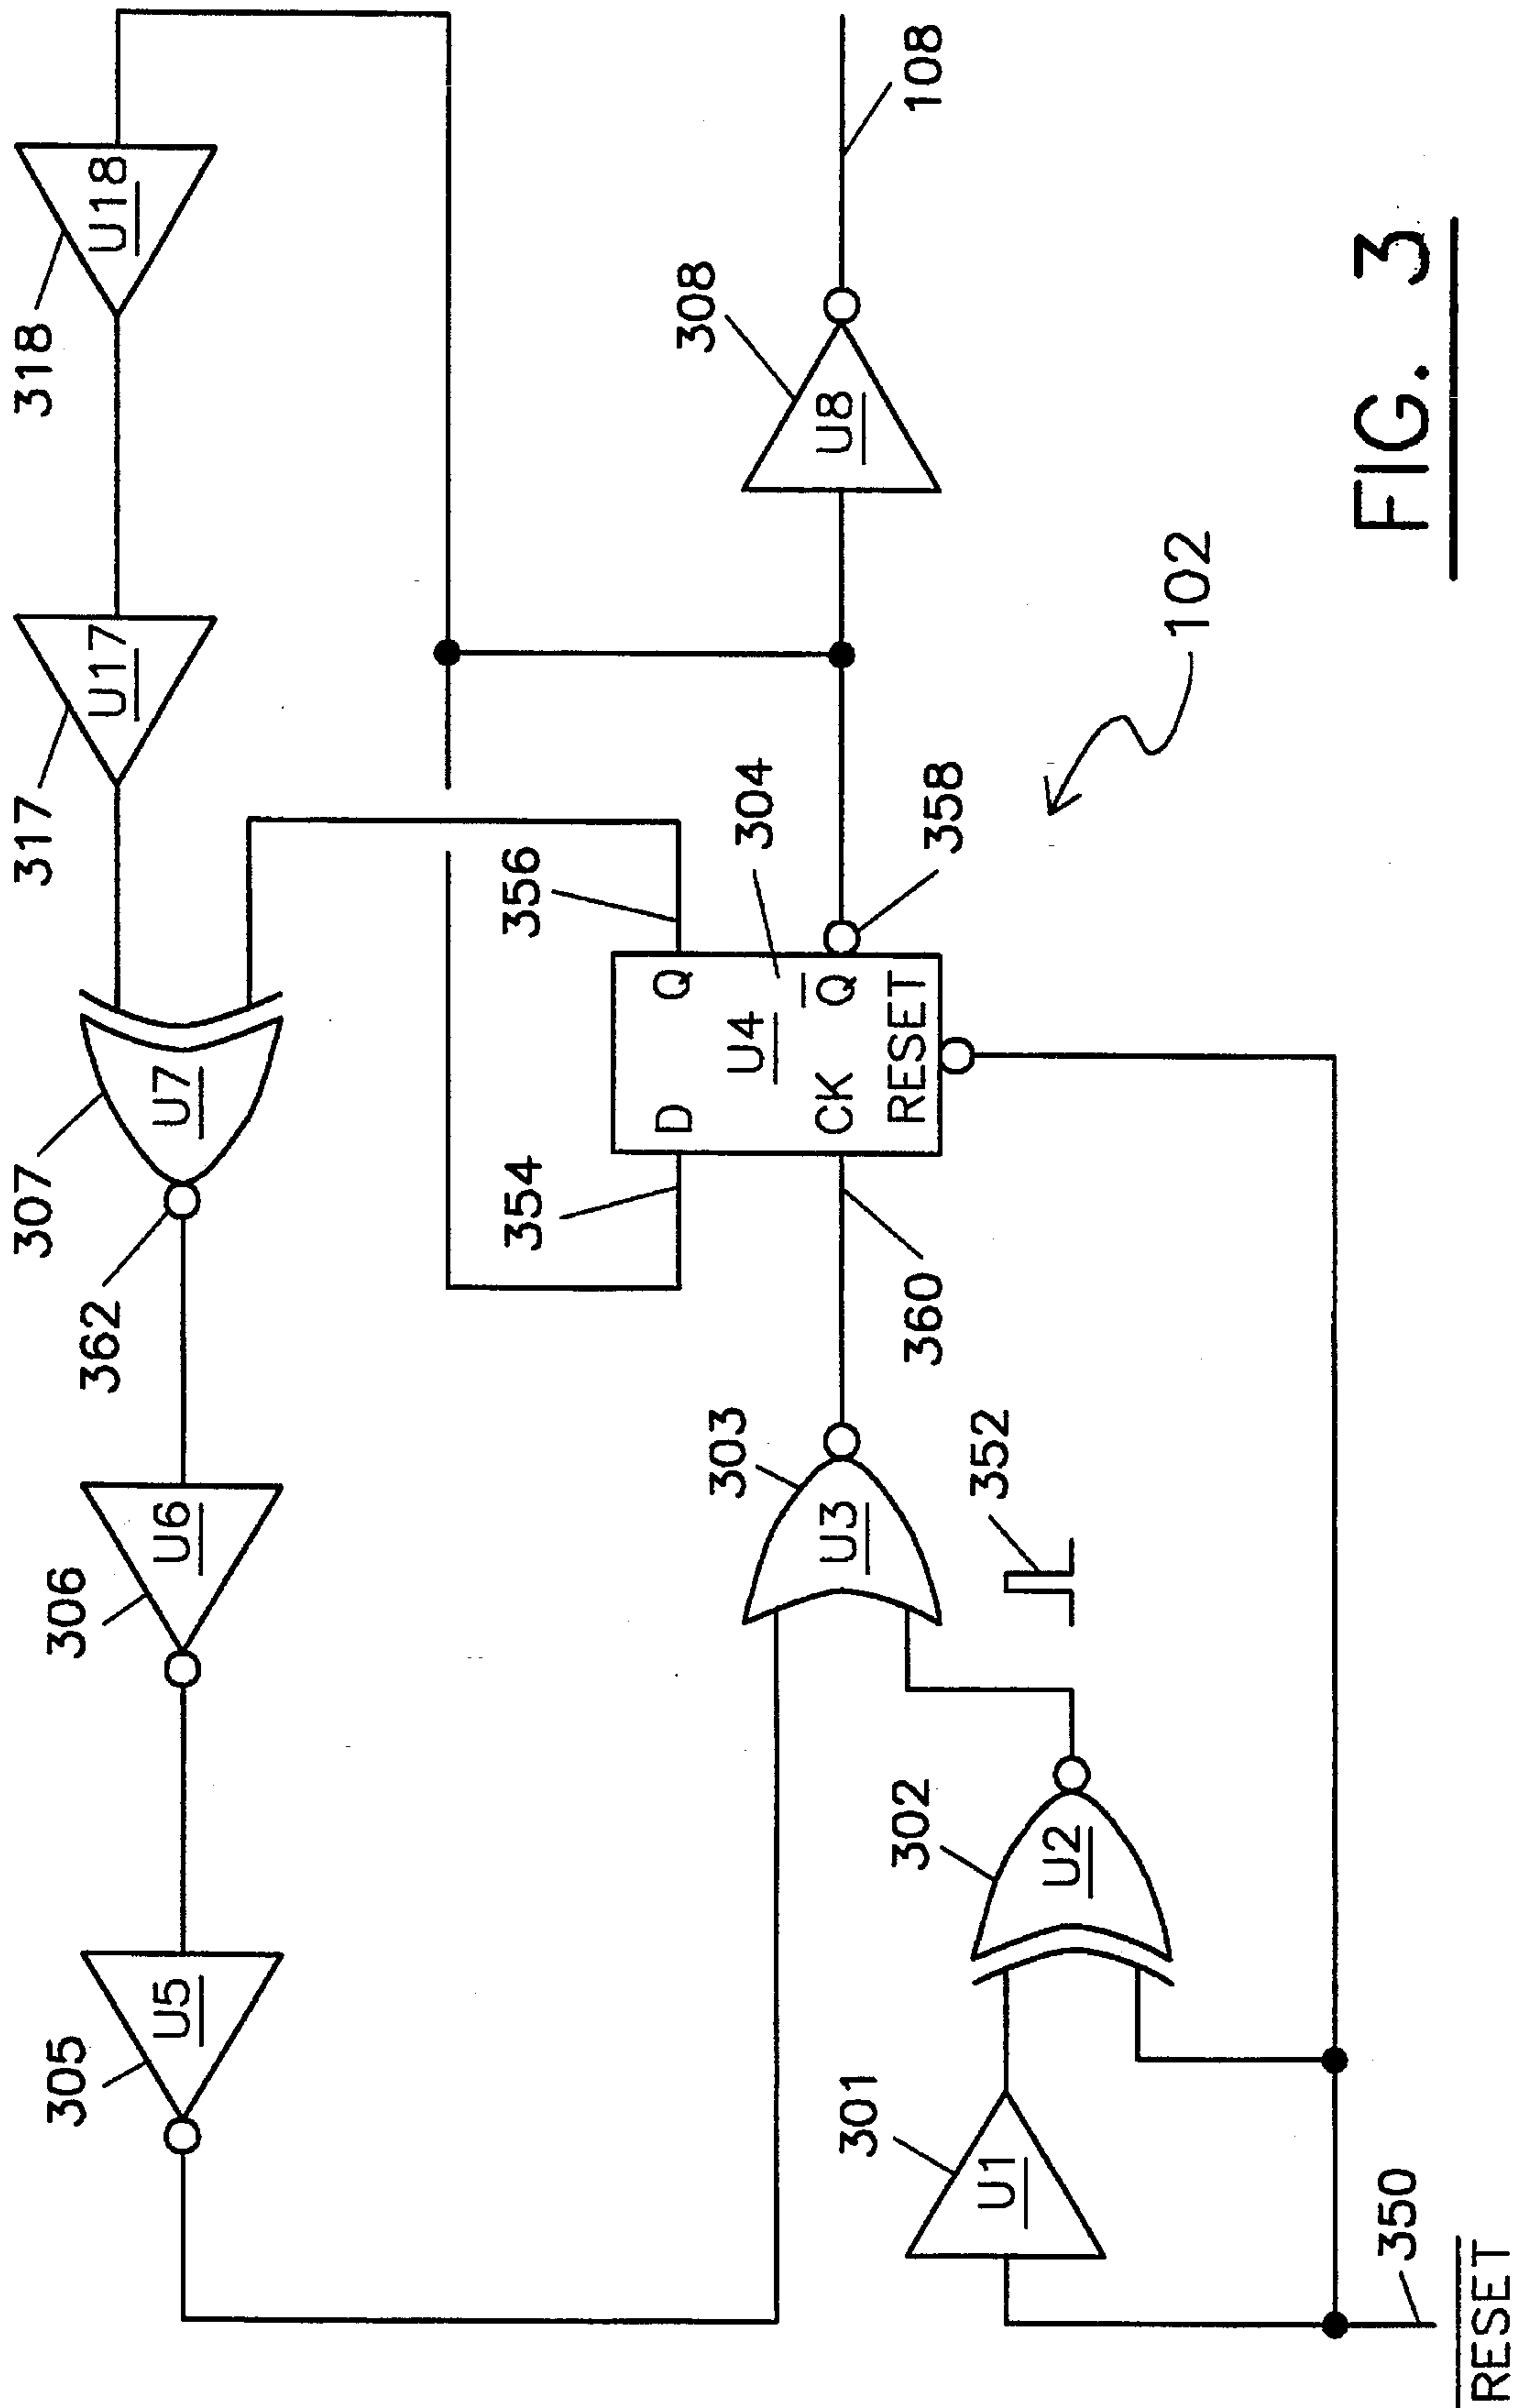 318
U18
317
U17
307
U7
362
306
U6
305
U5
356
304
354
D
Q
U4
CK
Q̅
RESET
358
360
303
U3
352
302
U2
301
U1
350
R̅E̅S̅E̅T̅
308
U8
108
102
FIG. 3